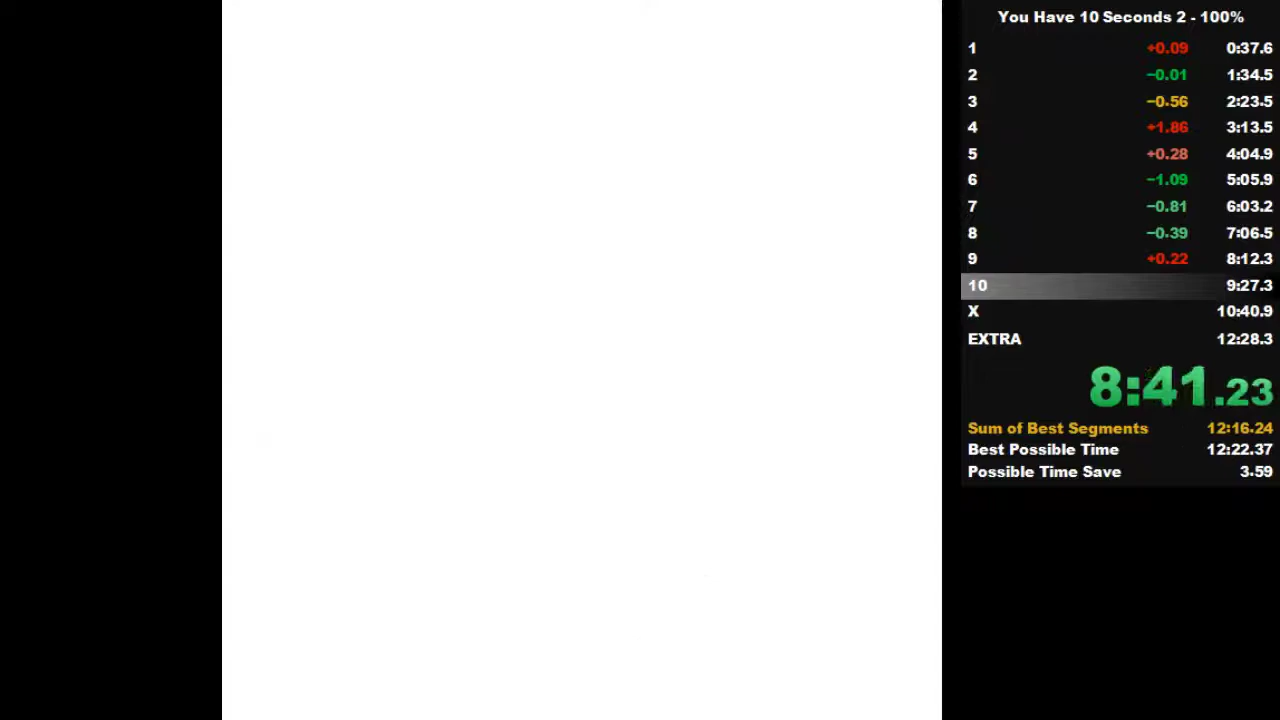 You Have 10 Seconds 2 - 100%
1 +0.09 0:37.6
2 −0.01 1:34.5
3 −0.56 2:23.5
4 +1.86 3:13.5
5 +0.28 4:04.9
6 −1.09 5:05.9
7 −0.81 6:03.2
8 −0.39 7:06.5
9 +0.22 8:12.3
10 9:27.3
X 10:40.9
EXTRA 12:28.3
8:41.23
Sum of Best Segments 12:16.24
Best Possible Time 12:22.37
Possible Time Save 3.59